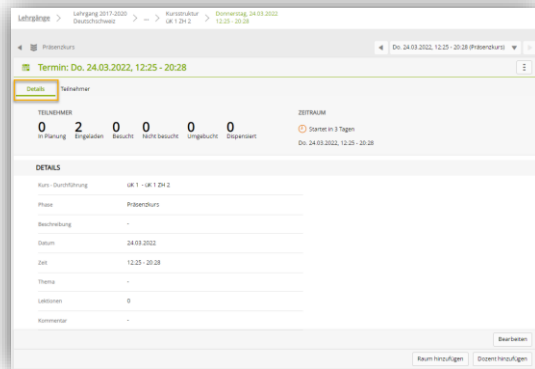 Lehrgänge > Lehrgang 2017-2020 Deutschschweiz > ... > Kursstruktur ük 1 ZH 2 > Donnerstag, 24.03.2022 12:25 - 20:28
Präsenzkurs
Do. 24.03.2022, 12:25 - 20:28 (Präsenzkurs)
Termin: Do. 24.03.2022, 12:25 - 20:28
Details Teilnehmer
TEILNEHMER
0 2 0 0 0 0
In Planung Eingeladen Besucht Nicht besucht Umgebucht Dispensiert
ZEITRAUM
Startet in 3 Tagen
Do. 24.03.2022, 12:25 - 20:28
DETAILS
Kurs - Durchführung ük 1 - ük 1 ZH 2
Phase Präsenzkurs
Beschreibung -
Datum 24.03.2022
Zeit 12:25 - 20:28
Thema -
Lektionen 0
Kommentar -
Bearbeiten
Raum hinzufügen Dozent hinzufügen